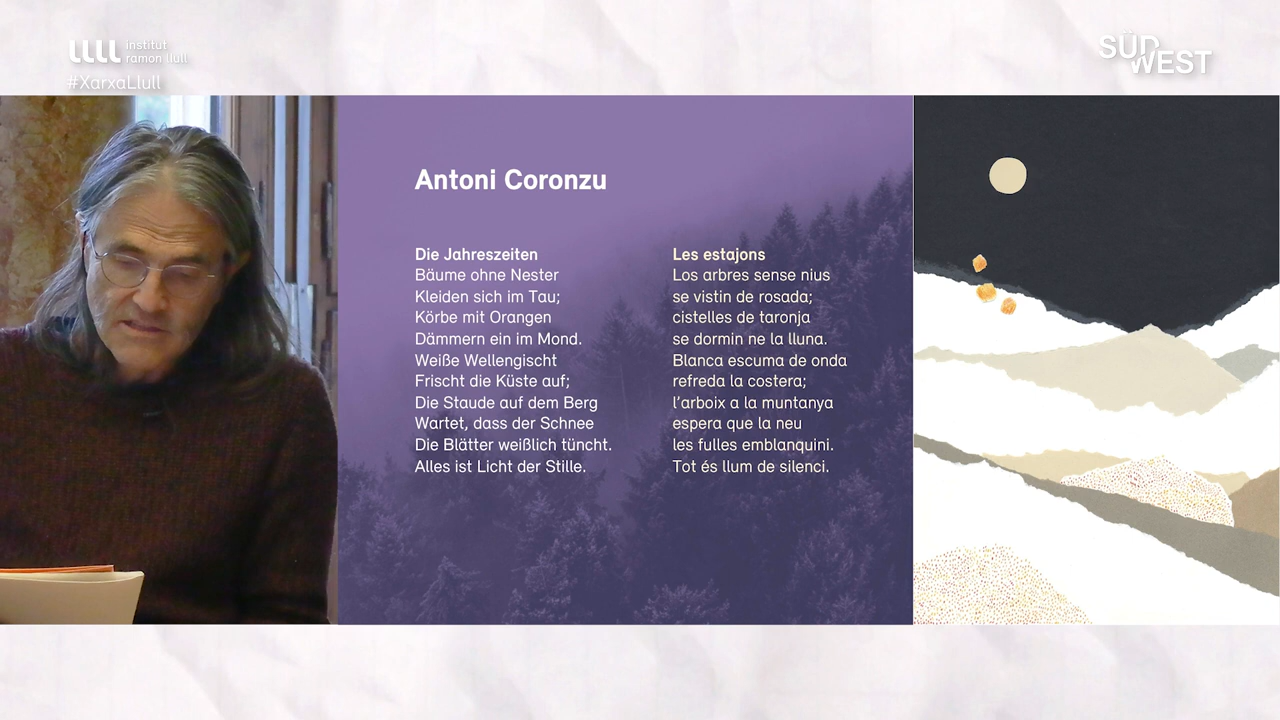 institut
ramon llull
#XarxaLlull
SÜD
WEST
Antoni Coronzu
Die Jahreszeiten
Bäume ohne Nester
Kleiden sich im Tau;
Körbe mit Orangen
Dämmern ein im Mond.
Weiße Wellengischt
Frischt die Küste auf;
Die Staude auf dem Berg
Wartet, dass der Schnee
Die Blätter weißlich tüncht.
Alles ist Licht der Stille.
Les estajons
Los arbres sense nius
se vistin de rosada;
cistelles de taronja
se dormin ne la lluna.
Blanca escuma de onda
refreda la costera;
l'arboix a la muntanya
espera que la neu
les fulles emblanquini.
Tot és llum de silenci.